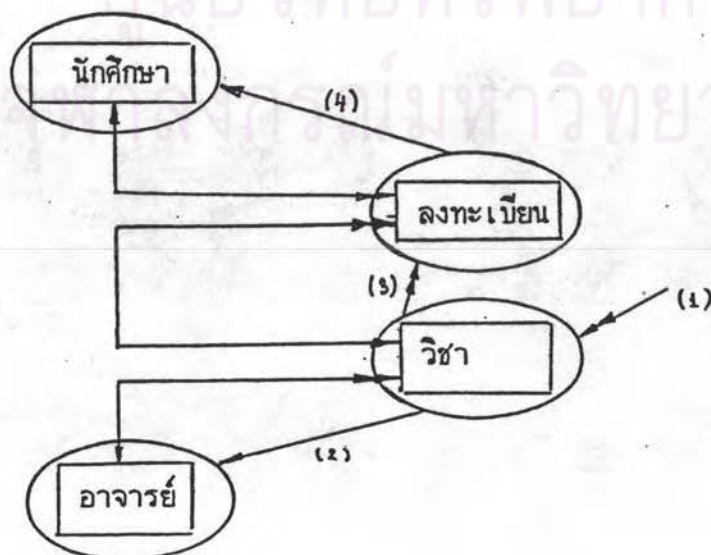 นักศึกษา
(4)
ลงทะเบียน
(3)
(1)
วิชา
(2)
อาจารย์